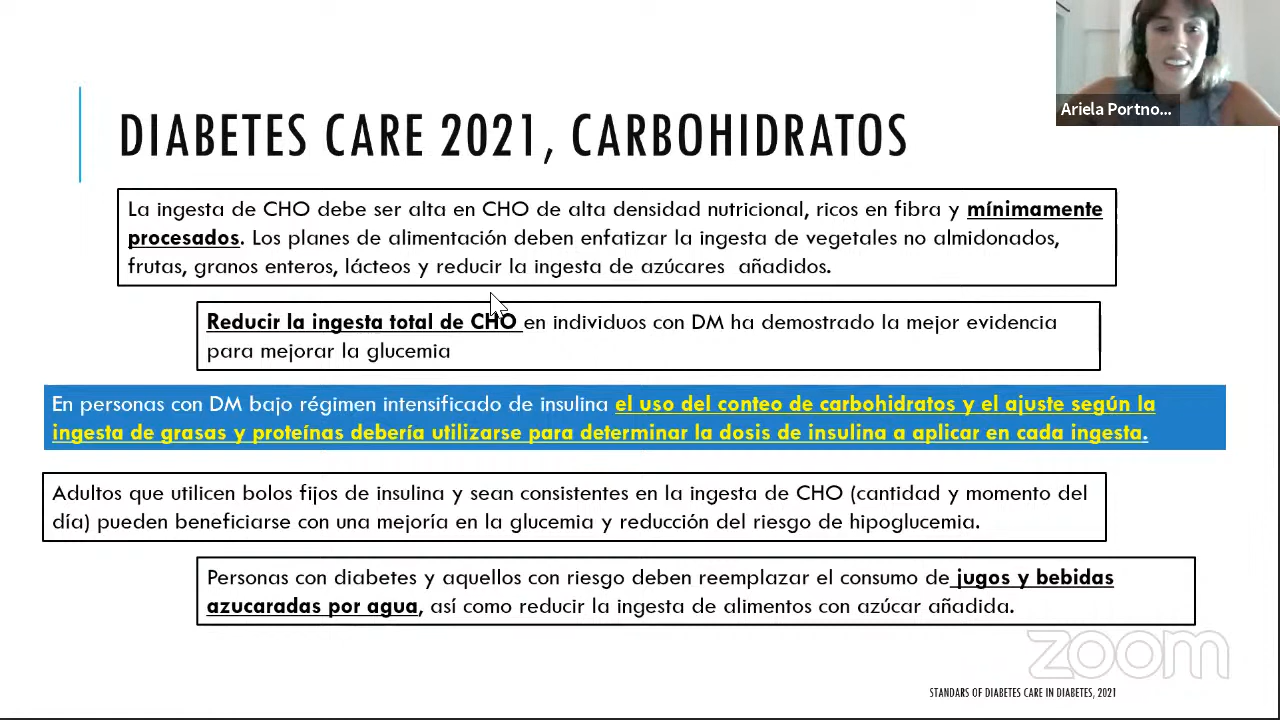 Ariela Portno...
DIABETES CARE 2021, CARBOHIDRATOS
La ingesta de CHO debe ser alta en CHO de alta densidad nutricional, ricos en fibra y mínimamente
procesados. Los planes de alimentación deben enfatizar la ingesta de vegetales no almidonados,
frutas, granos enteros, lácteos y reducir la ingesta de azúcares añadidos.
Reducir la ingesta total de CHO en individuos con DM ha demostrado la mejor evidencia
para mejorar la glucemia
En personas con DM bajo régimen intensificado de insulina el uso del conteo de carbohidratos y el ajuste según la
ingesta de grasas y proteínas debería utilizarse para determinar la dosis de insulina a aplicar en cada ingesta.
Adultos que utilicen bolos fijos de insulina y sean consistentes en la ingesta de CHO (cantidad y momento del
día) pueden beneficiarse con una mejoría en la glucemia y reducción del riesgo de hipoglucemia.
Personas con diabetes y aquellos con riesgo deben reemplazar el consumo de jugos y bebidas
azucaradas por agua, así como reducir la ingesta de alimentos con azúcar añadida.
zoom
STANDARS OF DIABETES CARE IN DIABETES, 2021